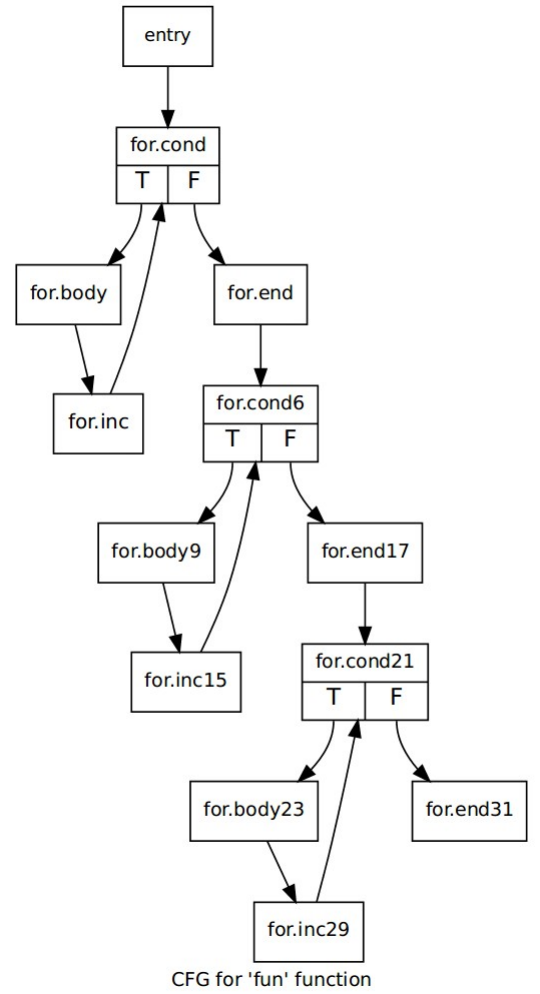 entry
for.cond
T F
for.body
for.end
for.inc
for.cond6
T F
for.body9
for.end17
for.inc15
for.cond21
T F
for.body23
for.end31
for.inc29
CFG for 'fun' function